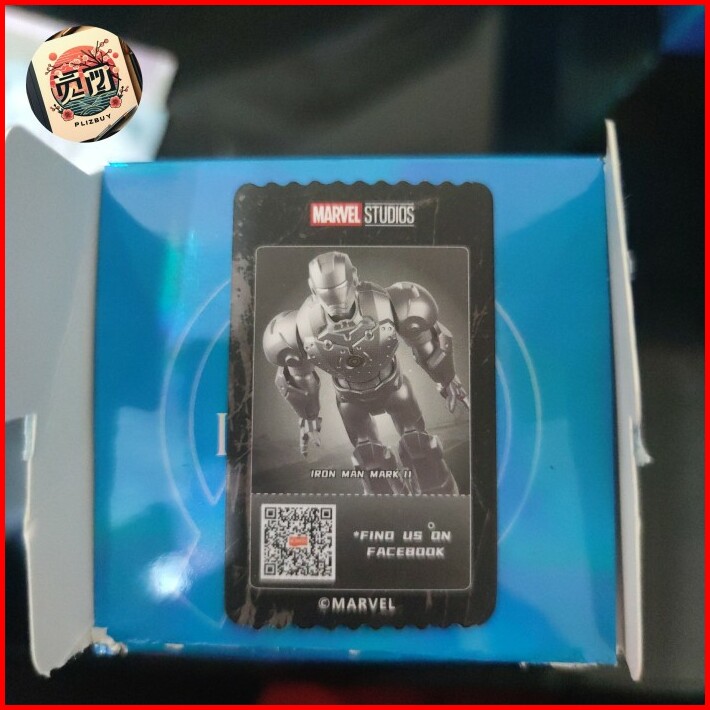 PLIZBUY
MARVEL STUDIOS
IRON MAN MARK II
*FIND US ON
FACEBOOK
©MARVEL